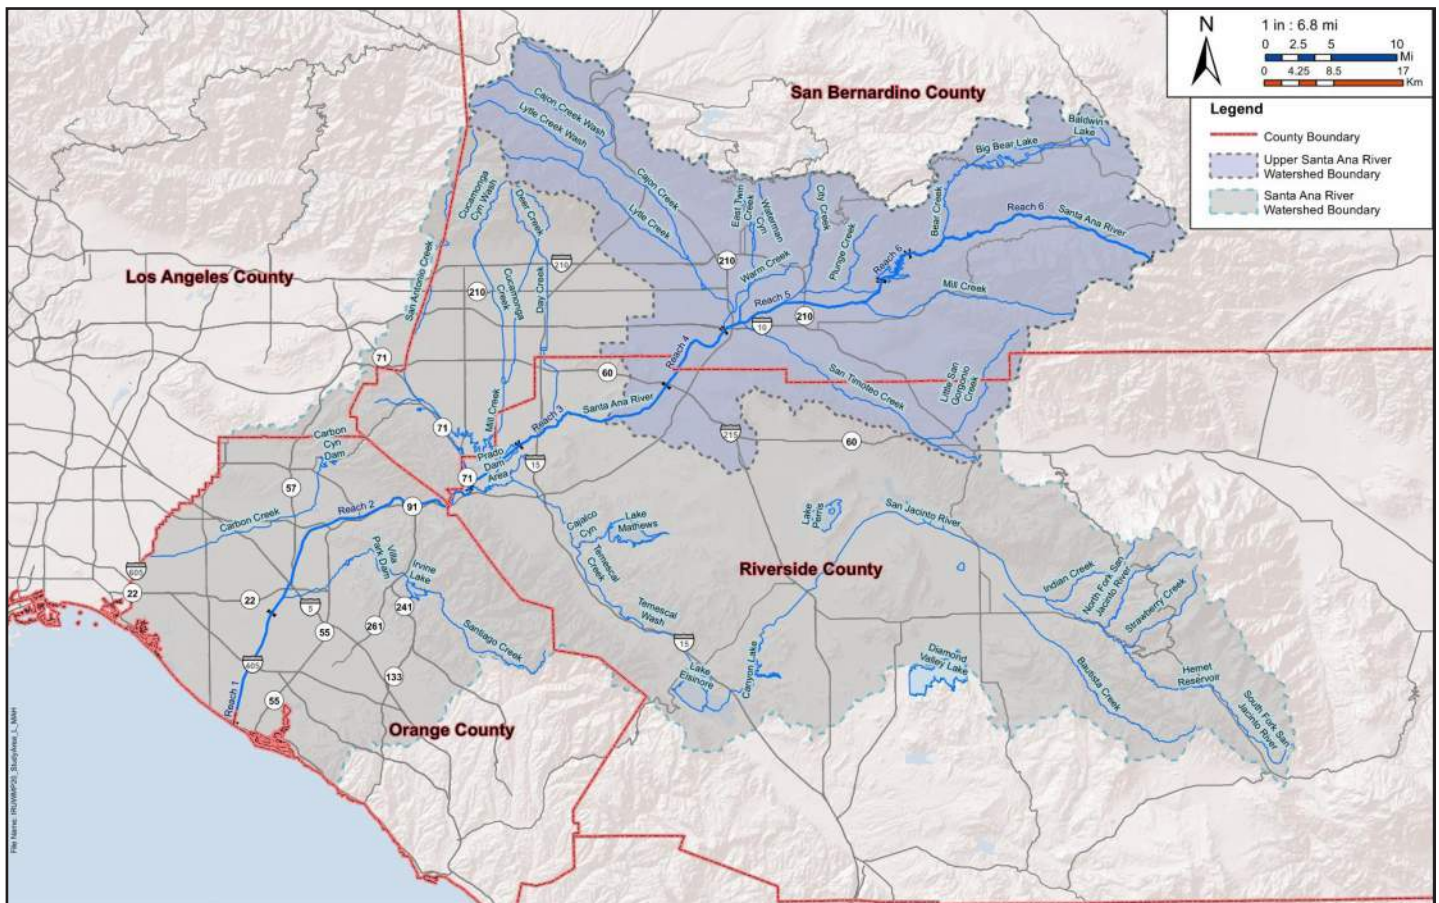 N
1 in : 6.8 mi
0 2.5 5 10
Mi
0 4.25 8.5 17
Km
Legend
County Boundary
Upper Santa Ana River
Watershed Boundary
Santa Ana River
Watershed Boundary
San Bernardino County
Los Angeles County
Riverside County
Orange County
Cajon Creek Wash
Lytle Creek Wash
Cucamonga
Cyn Wash
Deer Creek
Cajon Creek
Lytle Creek
East Twin
Creek
Waterman
Cyn
City Creek
Plunge Creek
Warm Creek
Bear Creek
Big Bear Lake
Baldwin
Lake
Reach 6
Santa Ana River
Reach 6
Mill Creek
Reach 5
Reach 4
San Antonio Creek
Cucamonga
Creek
Day Creek
210
210
210
210
10
San Timoteo Creek
Little San
Gorgonio
Creek
71
60
Santa Ana River
Reach 3
Mill Creek
71
Prado
Dam
Area
71
15
215
60
Carbon
Cyn
Dam
57
Carbon Creek
Reach 2
91
605
22
22
5
55
Villa
Park Dam
Irvine
Lake
241
261
133
Santiago Creek
405
55
Reach 1
Cajalco
Cyn
Lake
Mathews
Temescal
Creek
Temescal
Wash
15
Lake
Elsinore
Canyon Lake
Lake
Perris
San Jacinto River
Indian Creek
North Fork San
Jacinto River
Strawberry Creek
Diamond
Valley Lake
Bautsta Creek
Hemet
Reservoir
South Fork San
Jacinto River